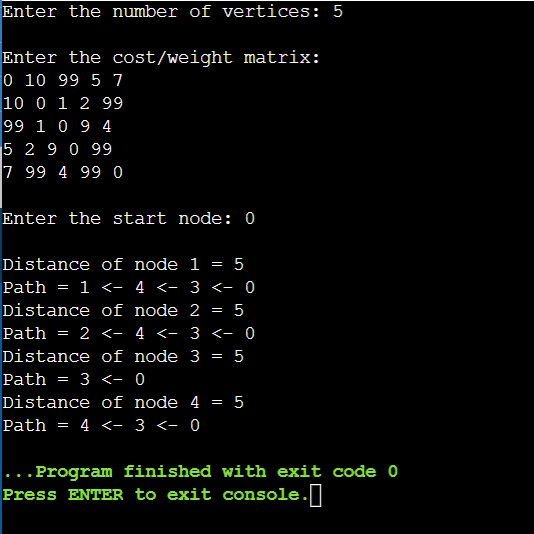 Enter the number of vertices: 5
Enter the cost/weight matrix:
0 10 99 5 7
10 0 1 2 99
99 1 0 9 4
5 2 9 0 99
7 99 4 99 0
Enter the start node: 0
Distance of node 1 = 5
Path = 1 <- 4 <- 3 <- 0
Distance of node 2 = 5
Path = 2 <- 4 <- 3 <- 0
Distance of node 3 = 5
Path = 3 <- 0
Distance of node 4 = 5
Path = 4 <- 3 <- 0
...Program finished with exit code 0
Press ENTER to exit console.